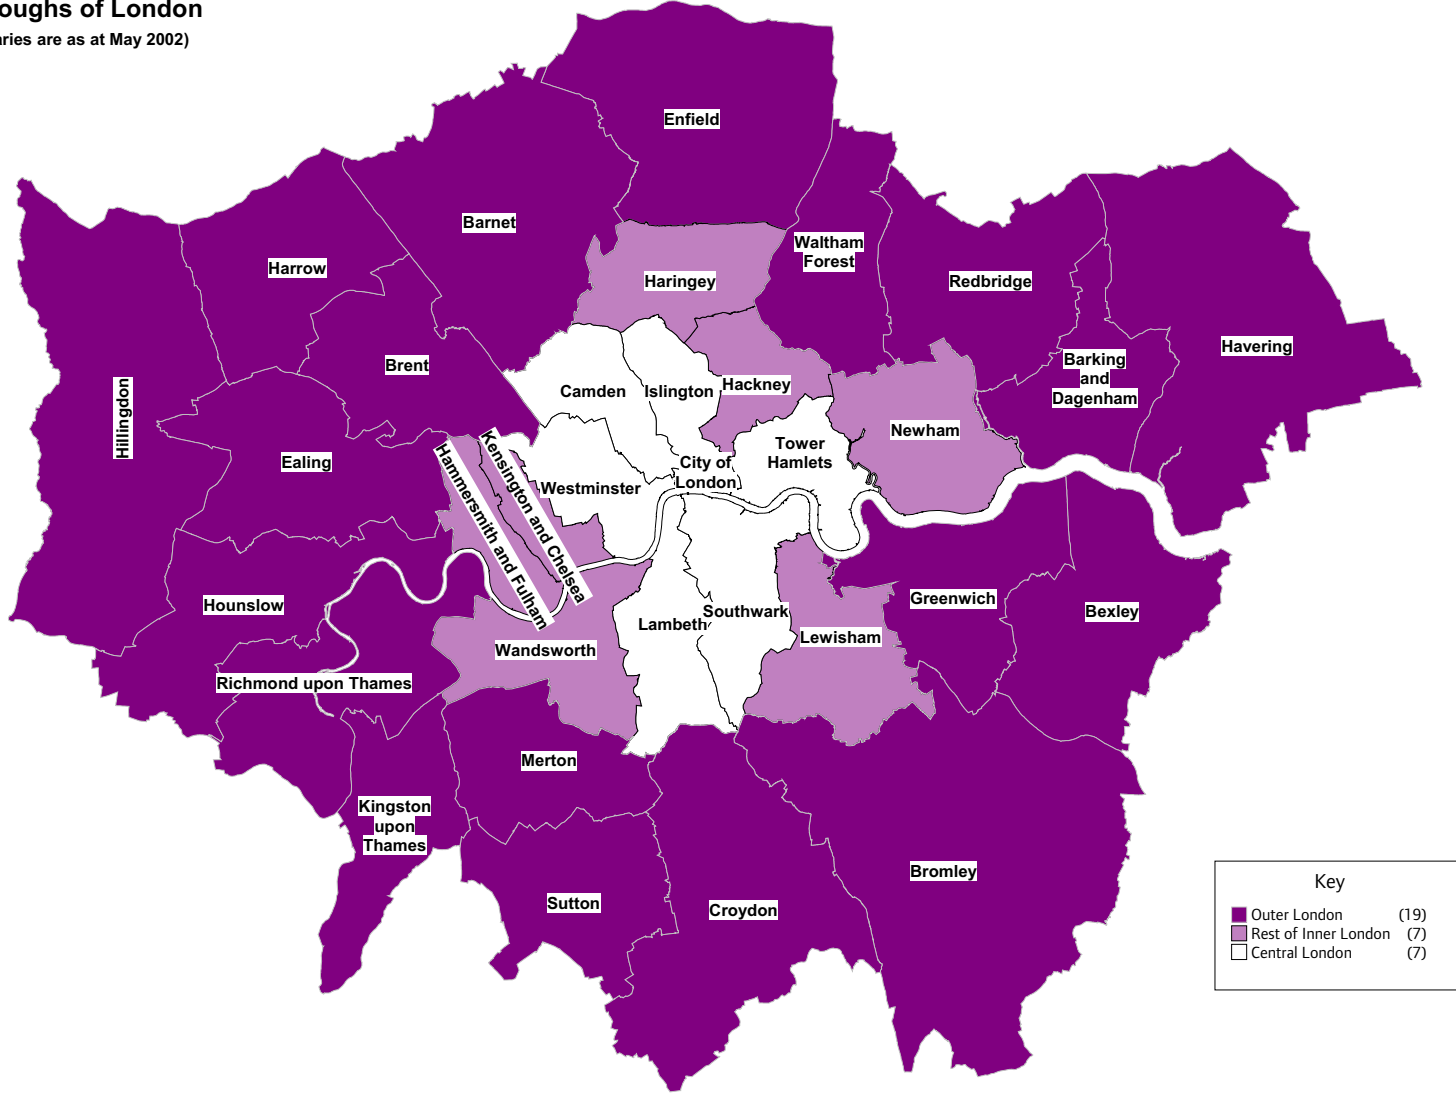 oughs of London
ries are as at May 2002)
Enfield
Barnet
Waltham
Forest
Harrow
Haringey
Redbridge
Havering
Brent
Barking
and
Dagenham
Hillingdon
Camden
Islington
Hackney
Newham
Ealing
Tower
Hamlets
City of
London
Westminster
Kensington and Chelsea
Hammersmith and Fulham
Hounslow
Greenwich
Bexley
Southwark
Lambeth
Lewisham
Wandsworth
Richmond upon Thames
Merton
Kingston
upon
Thames
Bromley
Sutton
Croydon
Key
Outer London (19)
Rest of Inner London (7)
Central London (7)